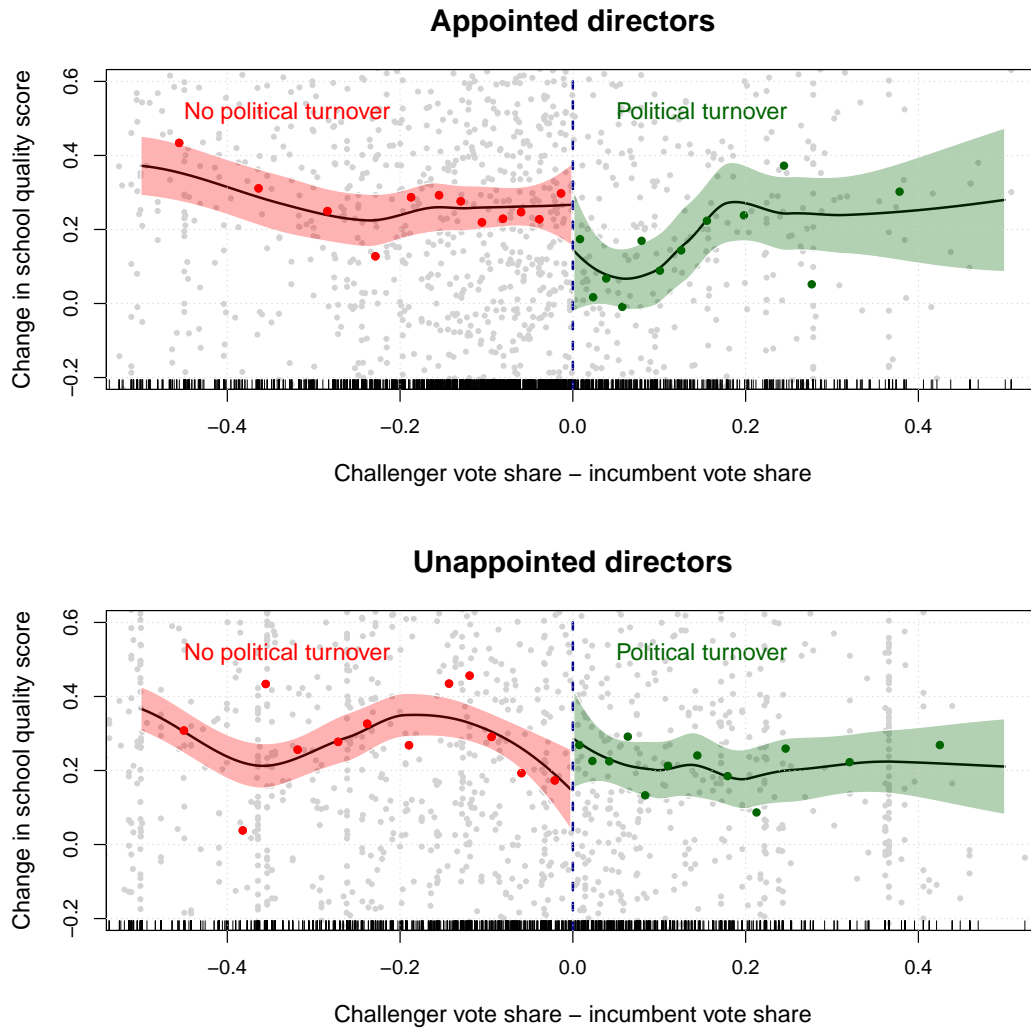 Appointed directors
Change in school quality score
0.6
0.4
0.2
0.0
−0.2
No political turnover
Political turnover
−0.4
−0.2
0.0
0.2
0.4
Challenger vote share − incumbent vote share
Unappointed directors
Change in school quality score
0.6
0.4
0.2
0.0
−0.2
No political turnover
Political turnover
−0.4
−0.2
0.0
0.2
0.4
Challenger vote share − incumbent vote share